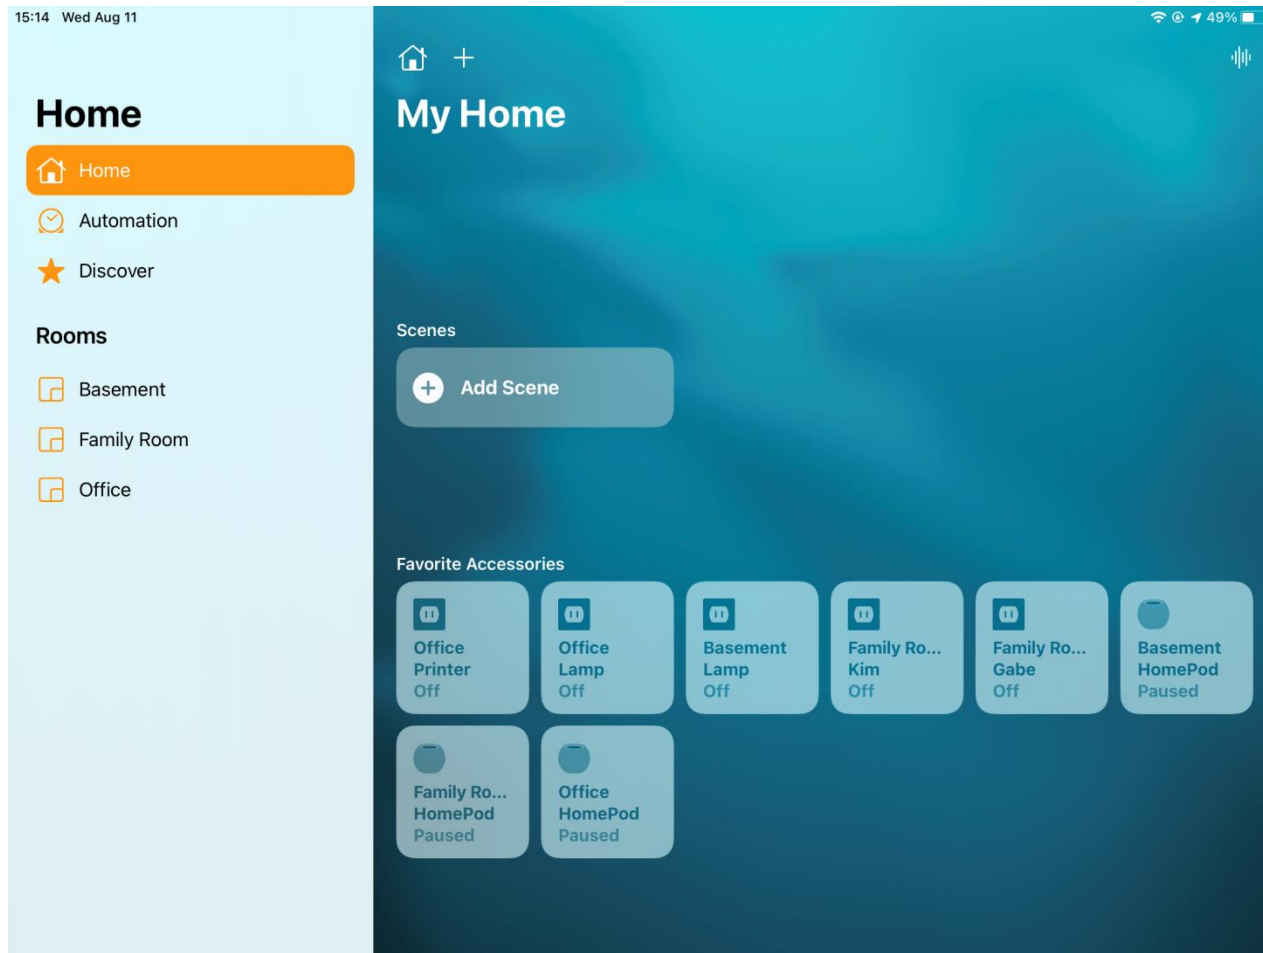 15:14 Wed Aug 11
49%
Home
Home
Automation
Discover
Rooms
Basement
Family Room
Office
My Home
Scenes
Add Scene
Favorite Accessories
Office
Printer
Off
Office
Lamp
Off
Basement
Lamp
Off
Family Ro...
Kim
Off
Family Ro...
Gabe
Off
Basement
HomePod
Paused
Family Ro...
HomePod
Paused
Office
HomePod
Paused